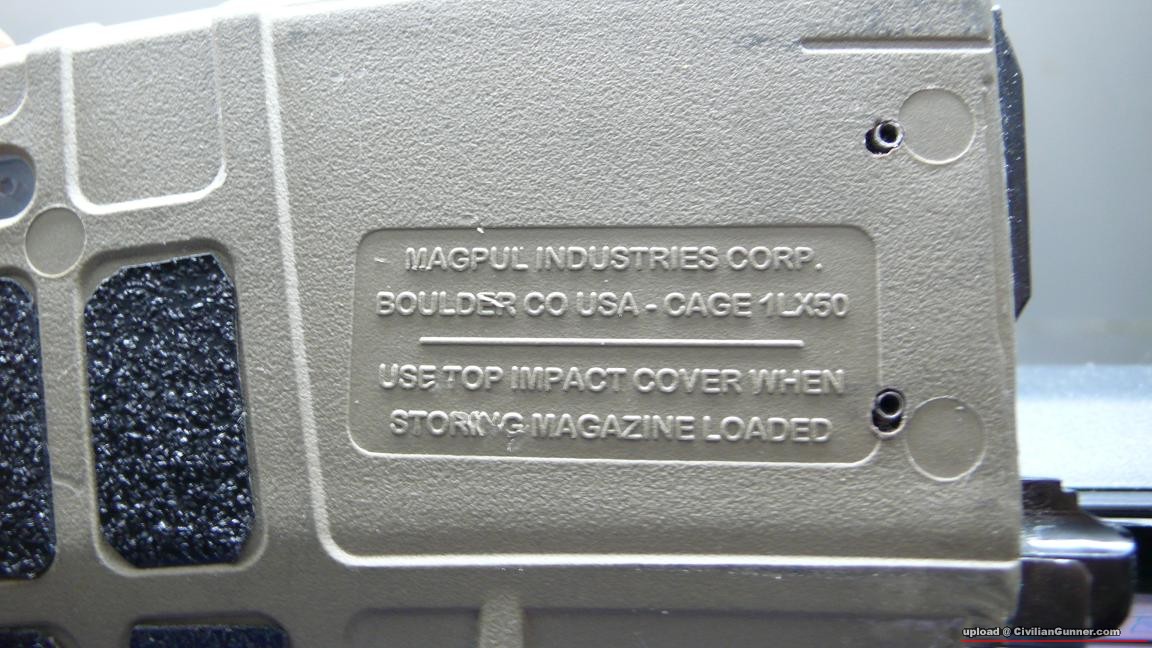 MAGPUL INDUSTRIES CORP.
BOULDER CO USA - CAGE 1LX50
USE TOP IMPACT COVER WHEN
STORING MAGAZINE LOADED
upload @ CivilianGunner.com